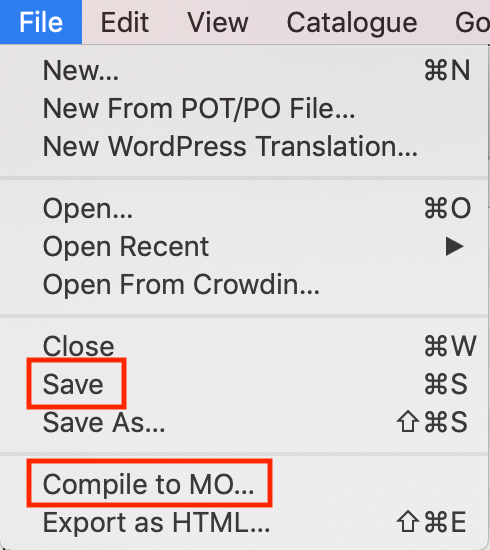 File Edit View Catalogue Go
New... ⌘N
New From POT/PO File...
New WordPress Translation...
Open... ⌘O
Open Recent ▶
Open From Crowdin...
Close ⌘W
Save ⌘S
Save As... ⇧⌘S
Compile to MO...
Export as HTML... ⇧⌘E